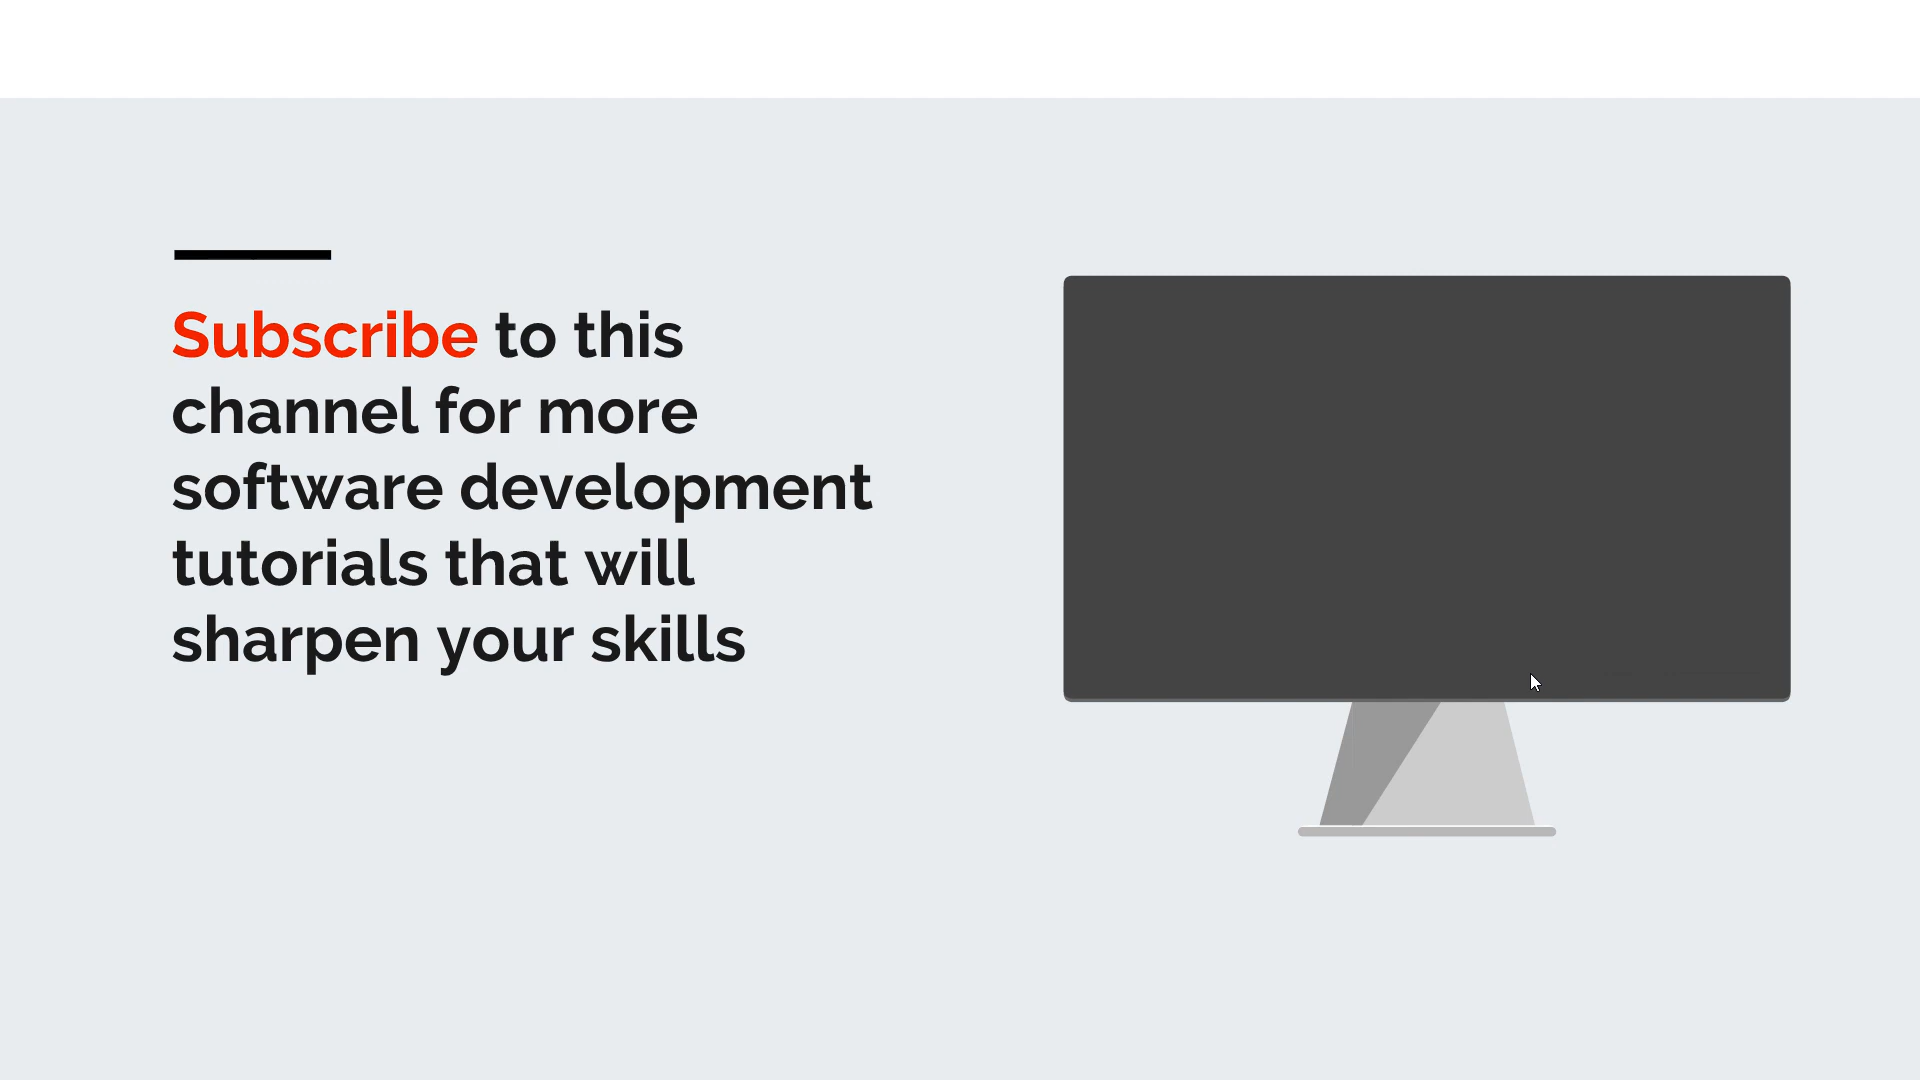 Subscribe to this
channel for more
software development
tutorials that will
sharpen your skills